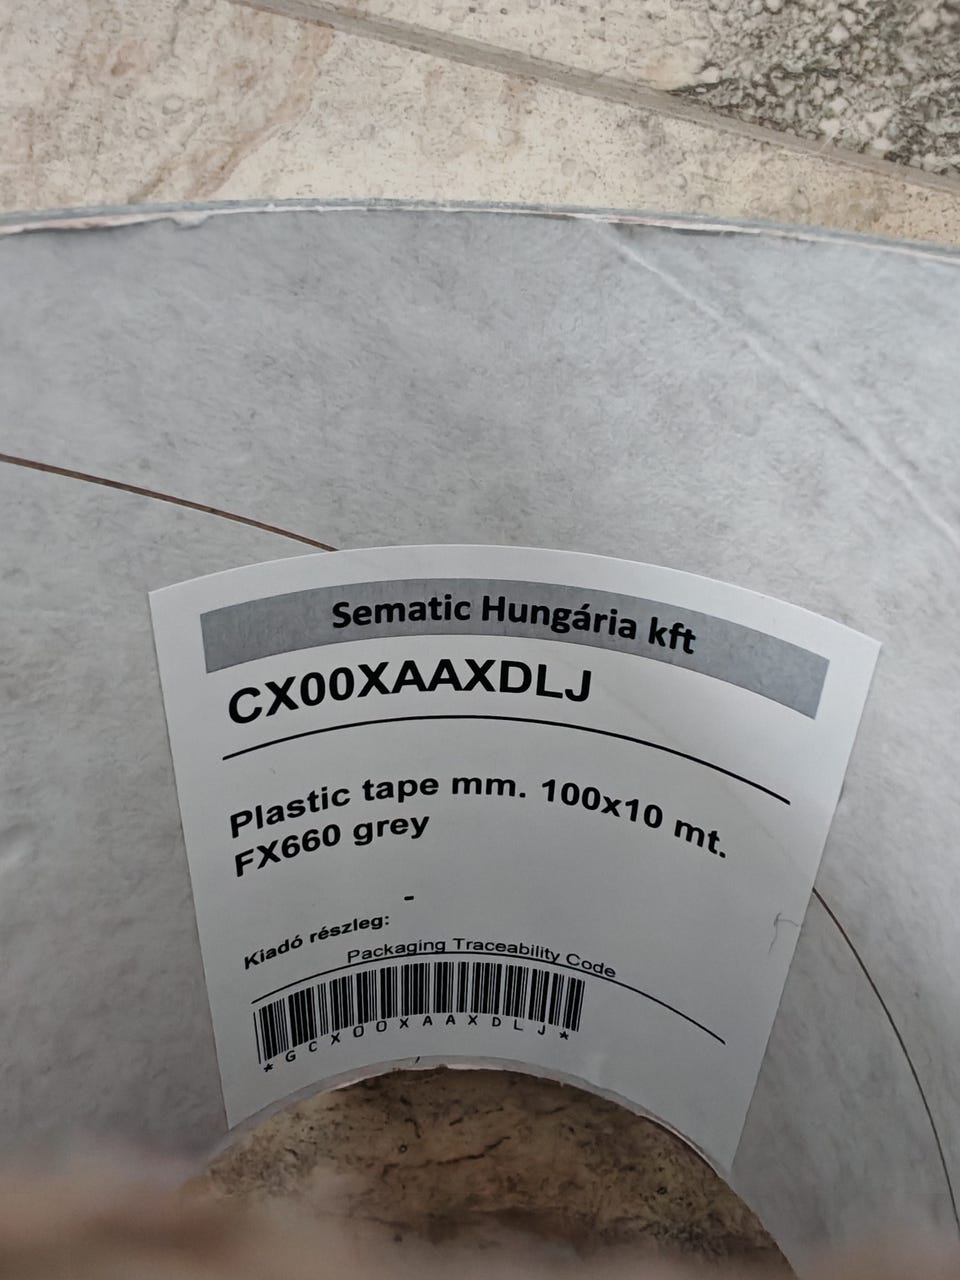 Sematic Hungária kft
CX00XAAXDLJ
Plastic tape mm. 100x10 mt.
FX660 grey
-
Kiadó részleg:
Packaging Traceability Code
*GCX00XAAXDLJ*